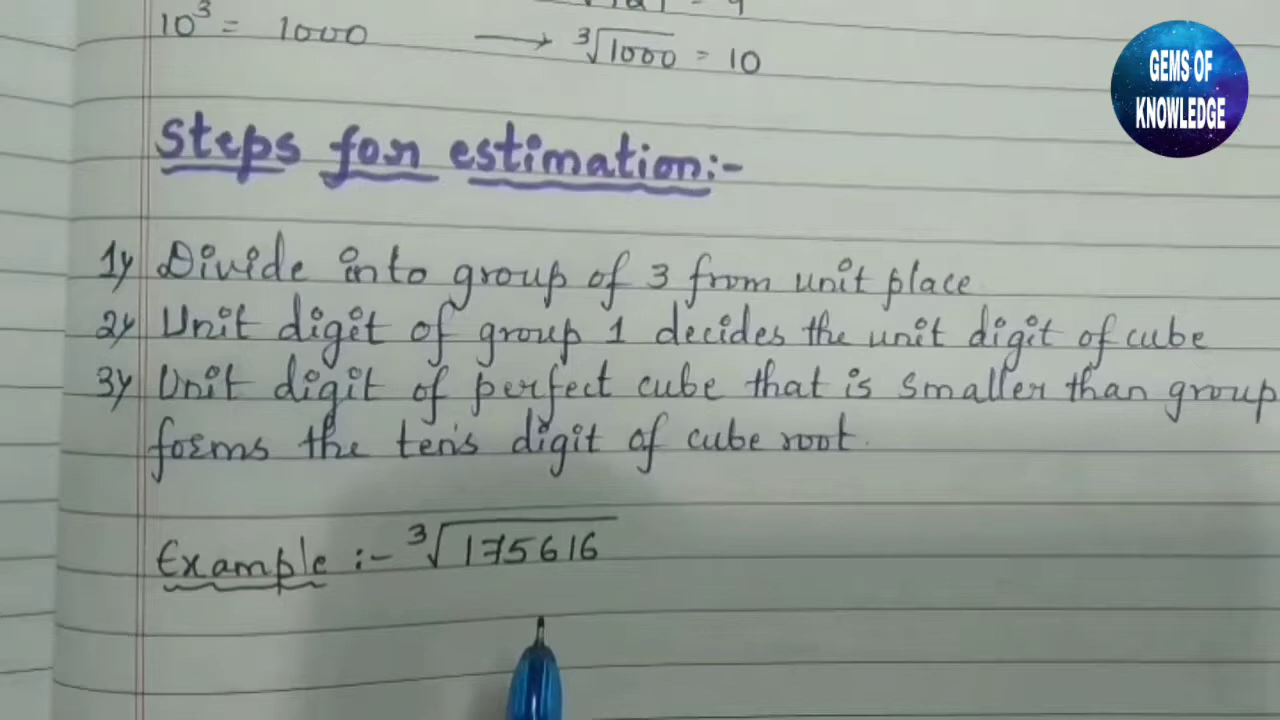 10³ = 1000 → ³√1000 = 10
GEMS OF
KNOWLEDGE
Steps for estimation:-
1) Divide into group of 3 from unit place
2) Unit digit of group 1 decides the unit digit of cube
3) Unit digit of perfect cube that is smaller than group
forms the ten's digit of cube root.
Example :- ³√175616